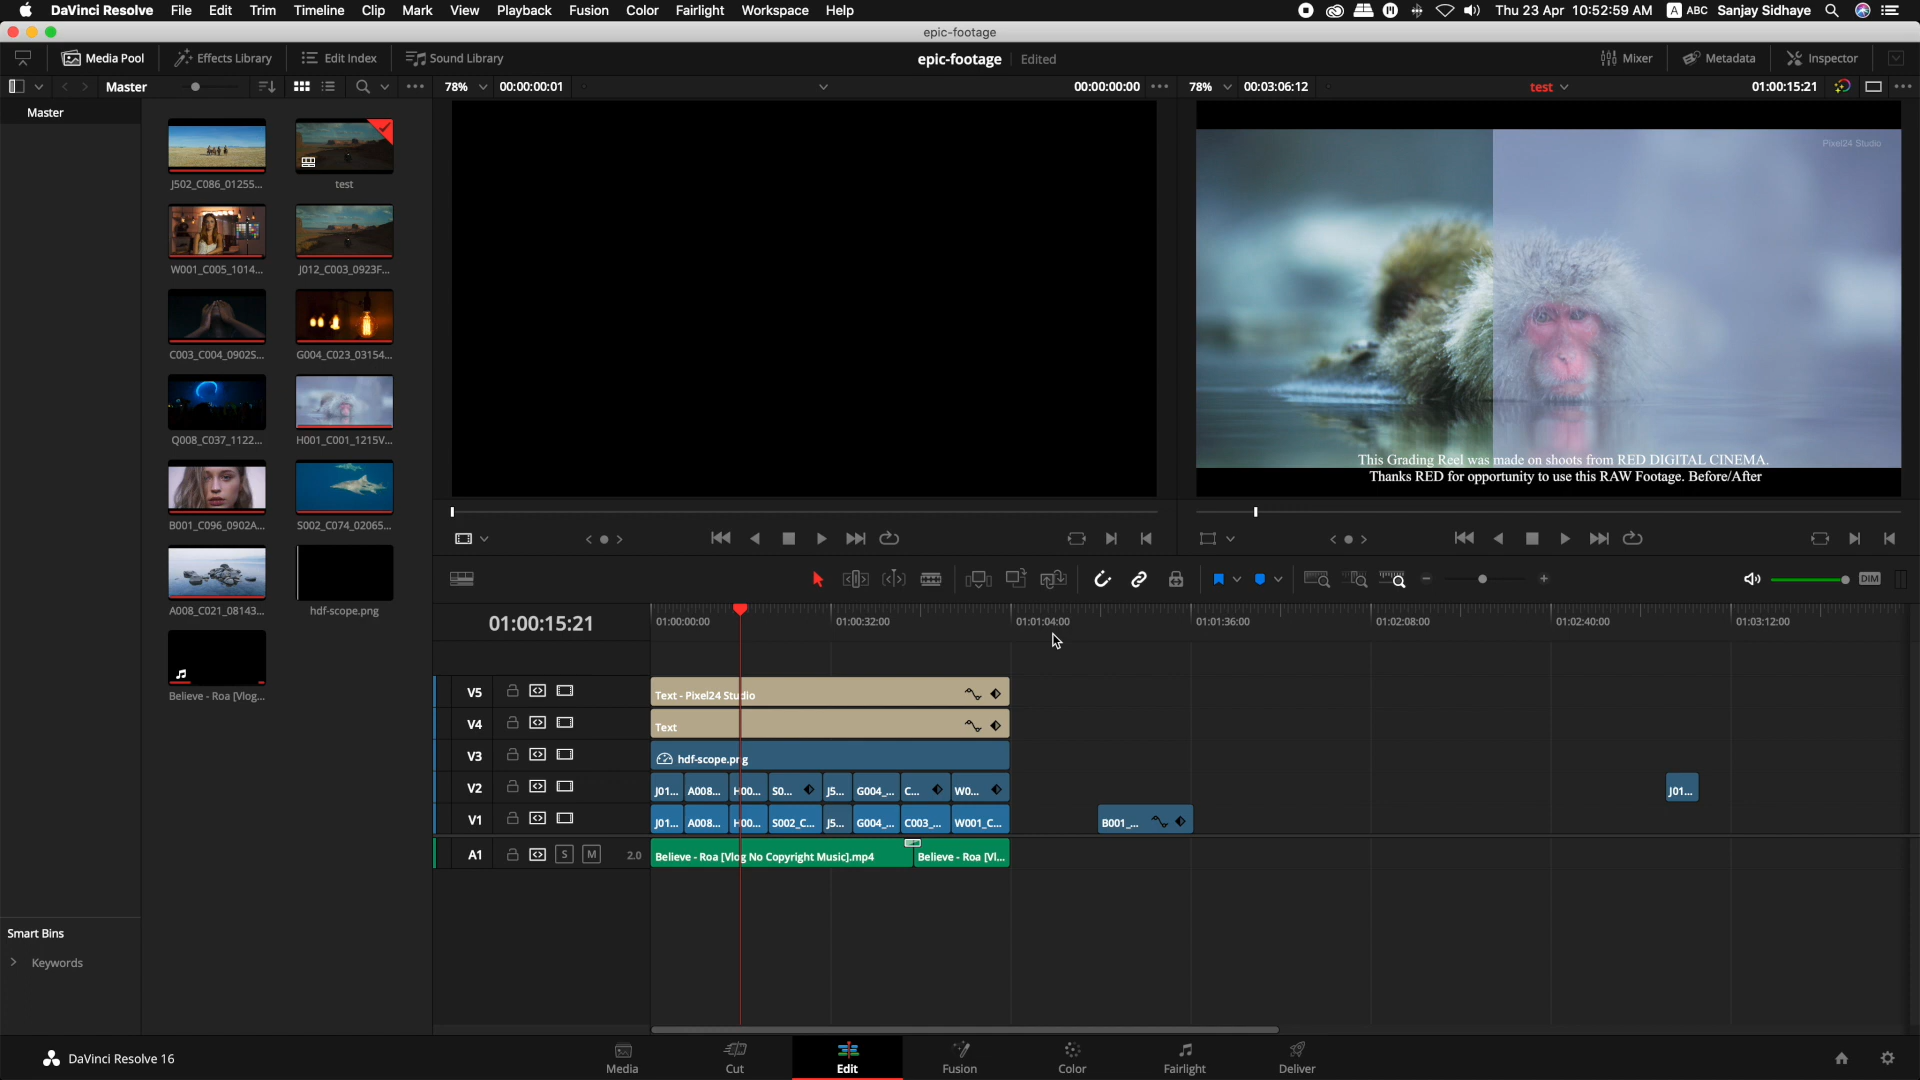 DaVinci Resolve File Edit Trim Timeline Clip Mark View Playback Fusion Color Fairlight Workspace Help
Thu 23 Apr 10:52:59 AM A ABC Sanjay Sidhaye
epic-footage
Media Pool Effects Library Edit Index Sound Library
epic-footage Edited
Mixer Metadata Inspector
Master
78% 00:00:00:01
00:00:00:00
78% 00:03:06:12
test
01:00:15:21
Master
J502_C086_01255...
test
W001_C005_1014...
J012_C003_0923F...
C003_C004_0902S...
G004_C023_03154...
Q008_C037_1122...
H001_C001_1215V...
B001_C096_0902A...
S002_C074_02065...
A008_C021_08143...
hdf-scope.png
Believe - Roa [Vlog...
Pixel24 Studio
This Grading Reel was made on shoots from RED DIGITAL CINEMA.
Thanks RED for opportunity to use this RAW Footage. Before/After
DIM
01:00:15:21
01:00:00:00 01:00:32:00 01:01:04:00 01:01:36:00 01:02:08:00 01:02:40:00 01:03:12:00
V5 Text - Pixel24 Studio
V4 Text
V3 hdf-scope.png
V2 J01... A008... H00... S0... J5... G004_... C... W0... J01...
V1 J01... A008... H00... S002_C... J5... G004_... C003_... W001_C... B001_...
A1 S M 2.0 Believe - Roa [Vlog No Copyright Music].mp4 Believe - Roa [Vl...
Smart Bins
Keywords
DaVinci Resolve 16
Media Cut Edit Fusion Color Fairlight Deliver